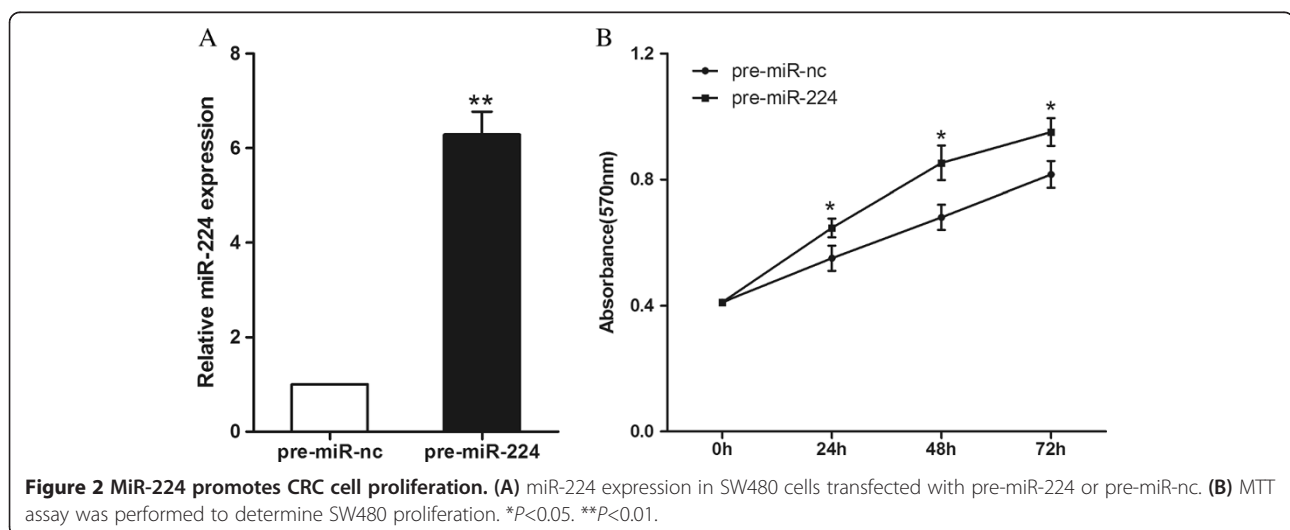 A
8
6
4
2
0
Relative miR-224 expression
**
pre-miR-nc
pre-miR-224
B
1.2
0.8
0.4
0.0
Absorbance(570nm)
pre-miR-nc
pre-miR-224
*
*
*
0h
24h
48h
72h
Figure 2 MiR-224 promotes CRC cell proliferation. (A) miR-224 expression in SW480 cells transfected with pre-miR-224 or pre-miR-nc. (B) MTT
assay was performed to determine SW480 proliferation. *P<0.05. **P<0.01.